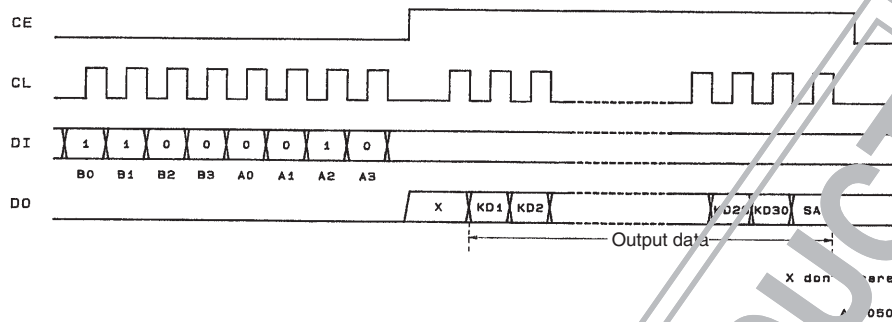 CE
CL
DI 1 1 0 0 0 0 1 0
B0 B1 B2 B3 A0 A1 A2 A3
DO X KD1 KD2 KD30 SA
Output data
X don